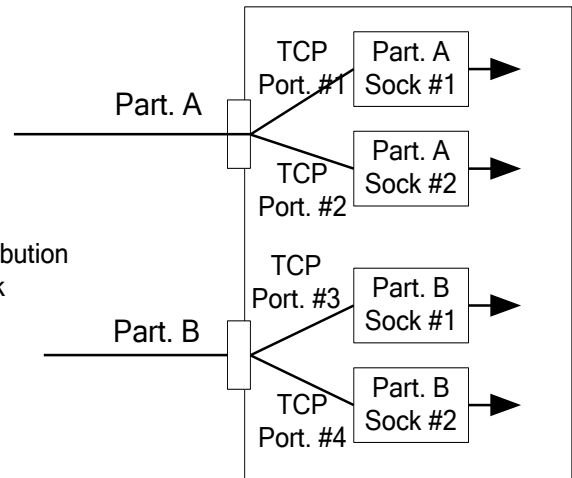 TCP
Port. #1
Part. A
Sock #1
Part. A
TCP
Port. #2
Part. A
Sock #2
TCP
Port. #3
Part. B
Sock #1
Part. B
TCP
Port. #4
Part. B
Sock #2
bution
k